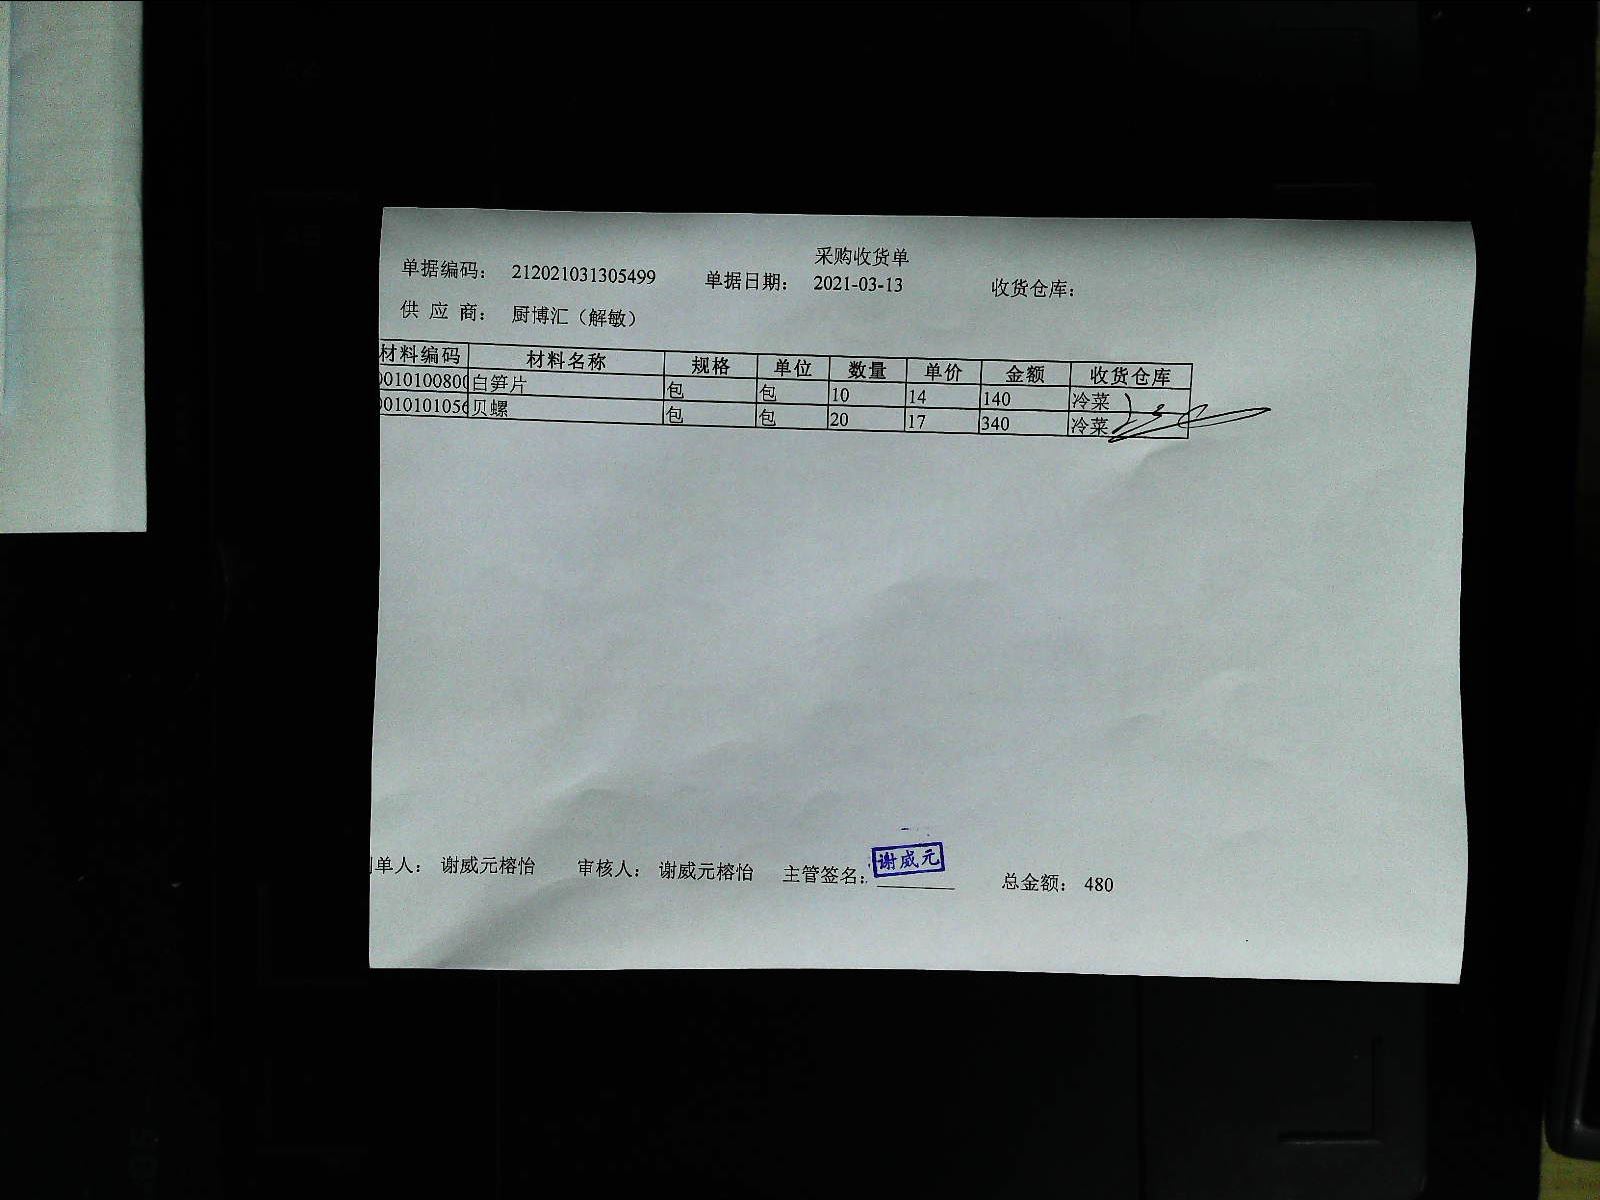 采购收货单
单据编码: 212021031305499 单据日期: 2021-03-13 收货仓库:
供 应 商: 厨博汇（解敏）
材料编码 材料名称 规格 单位 数量 单价 金额 收货仓库
0010100800 白笋片 包 包 10 14 140 冷菜
0010101056 贝螺 包 包 20 17 340 冷菜
单人: 谢威元榕怡 审核人: 谢威元榕怡 主管签名: 谢威元 总金额: 480